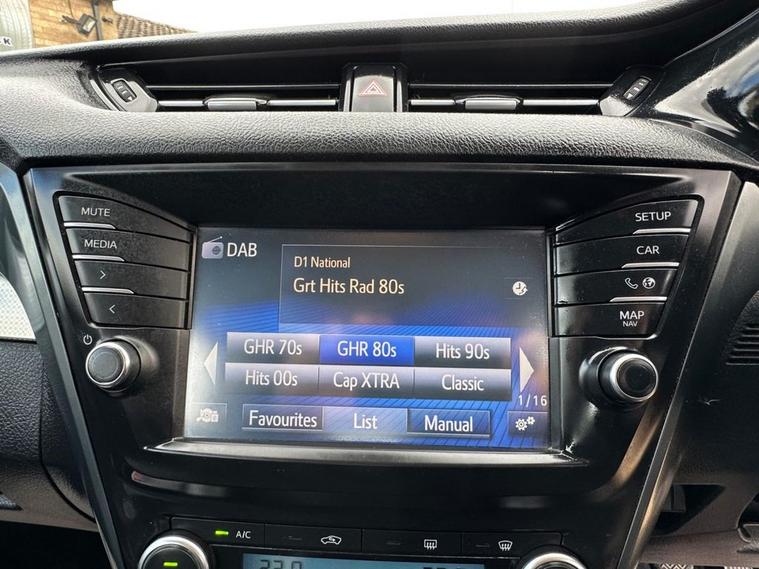 MUTE
MEDIA
SETUP
CAR
MAP
NAV
DAB
D1 National
Grt Hits Rad 80s
GHR 70s GHR 80s Hits 90s
Hits 00s Cap XTRA Classic
1/16
Favourites List Manual
A/C